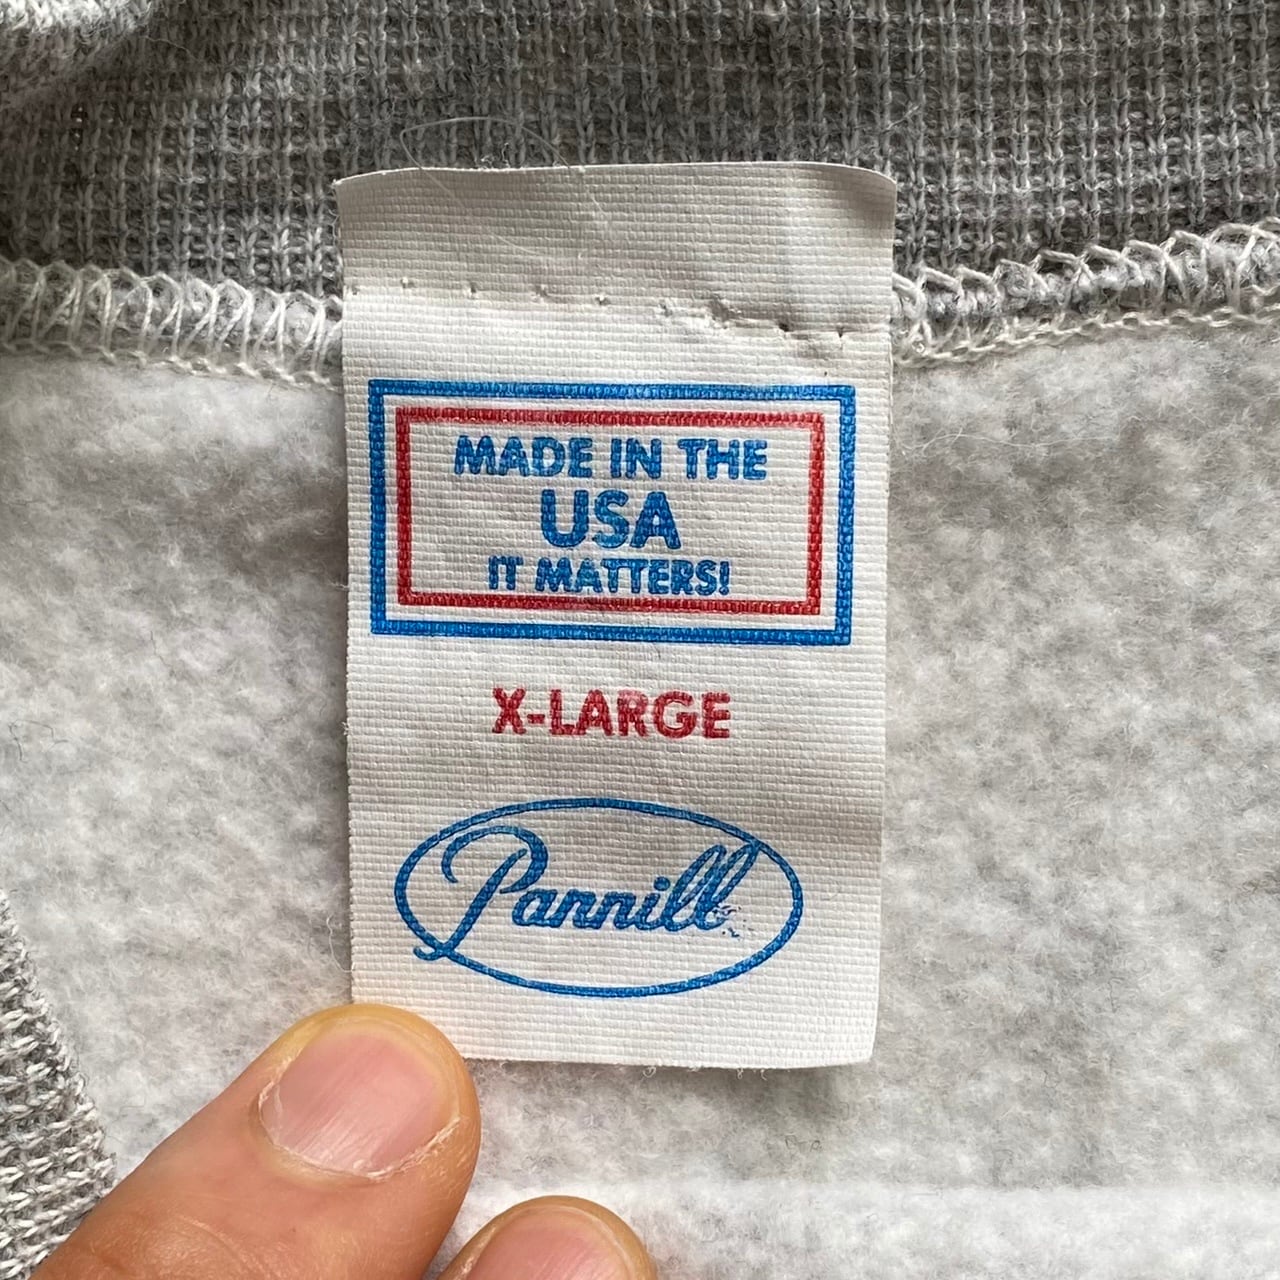 MADE IN THE
USA
IT MATTERS!
X-LARGE
Pannill